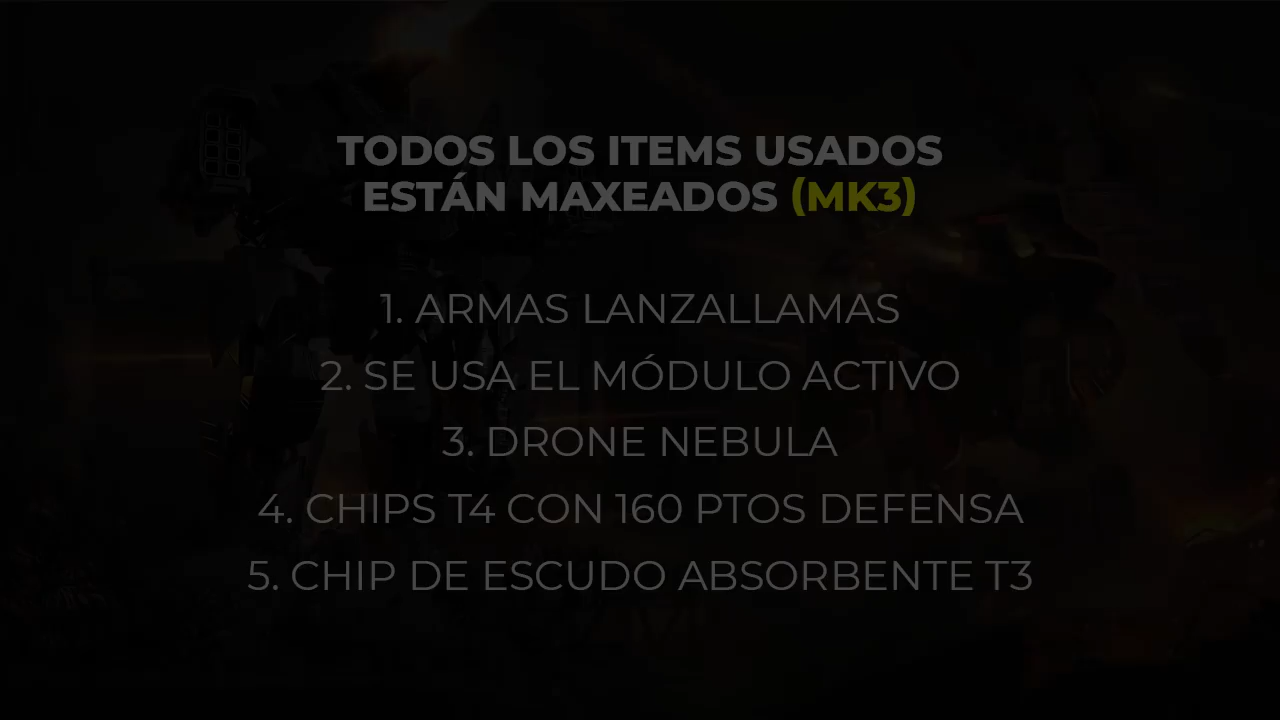 TODOS LOS ITEMS USADOS
ESTÁN MAXEADOS (MK3)
1. ARMAS LANZALLAMAS
2. SE USA EL MÓDULO ACTIVO
3. DRONE NEBULA
4. CHIPS T4 CON 160 PTOS DEFENSA
5. CHIP DE ESCUDO ABSORBENTE T3